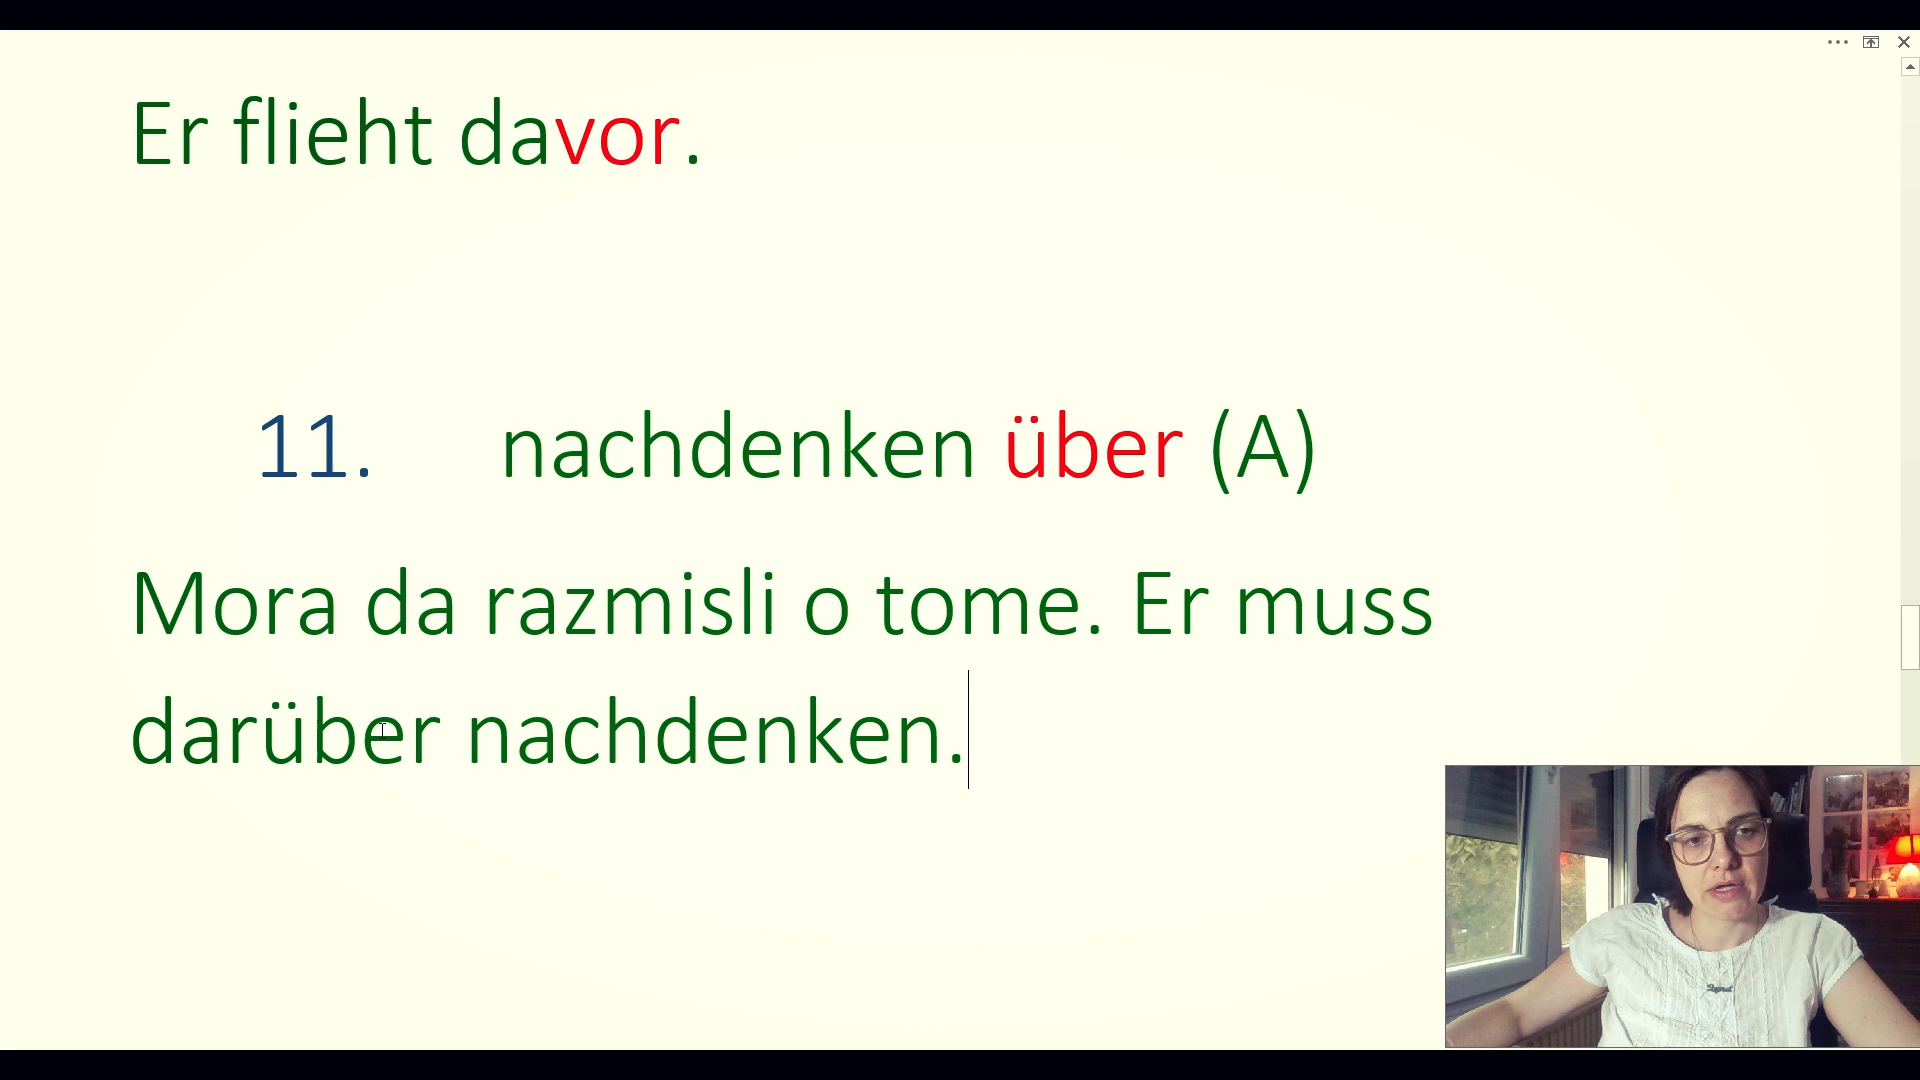 Er flieht davor.
11. nachdenken über (A)
Mora da razmisli o tome. Er muss
darüber nachdenken.